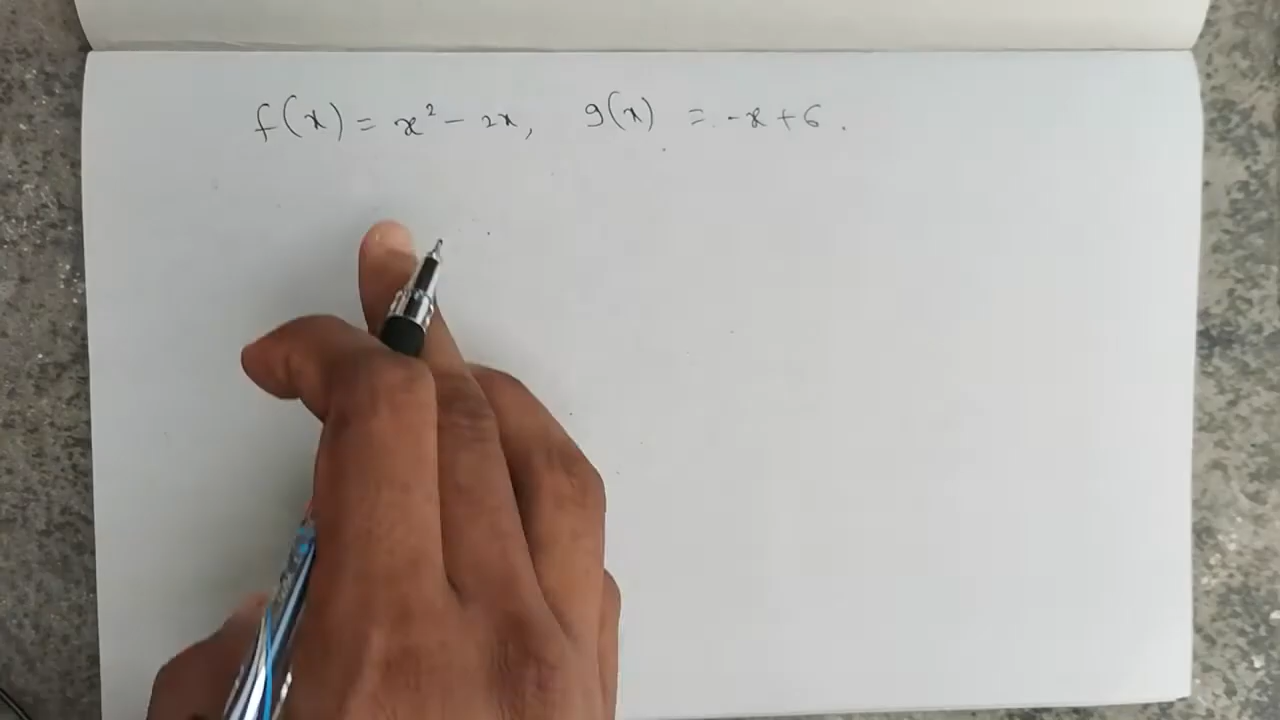 f(x) = x² - 2x, g(x) = -x + 6.